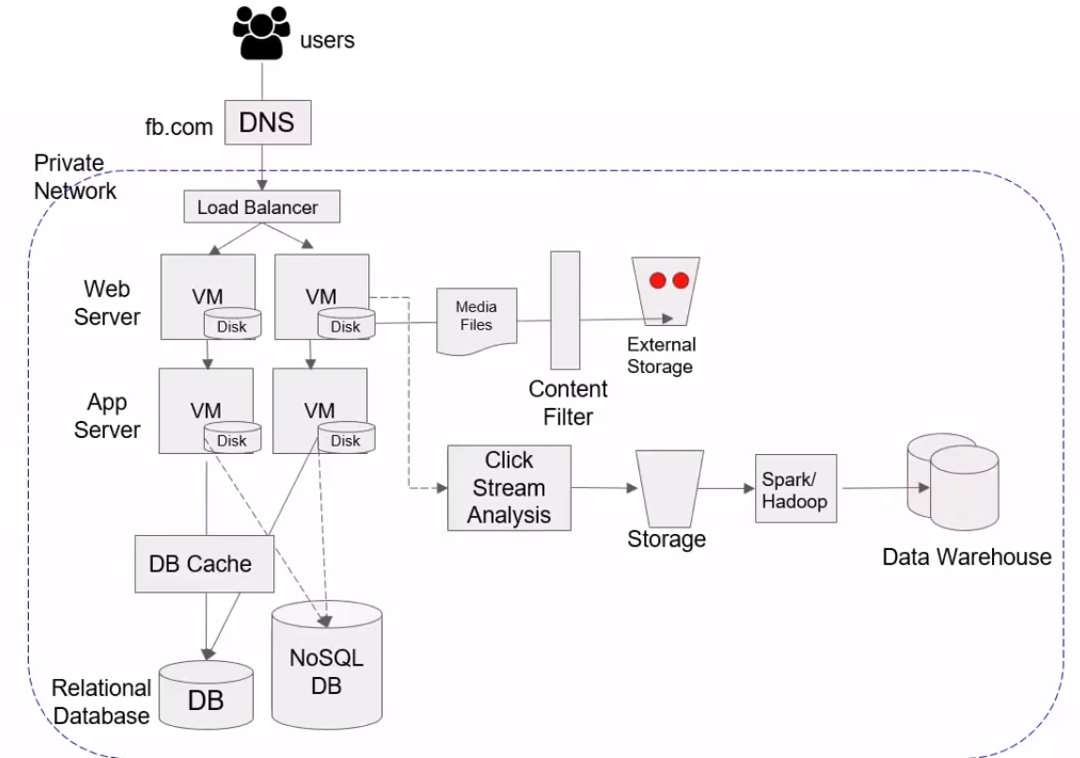 users
fb.com
DNS
Private
Network
Load Balancer
Web
Server
VM
Disk
VM
Disk
Media
Files
Content
Filter
External
Storage
App
Server
VM
Disk
VM
Disk
Click
Stream
Analysis
Storage
Spark/
Hadoop
Data Warehouse
DB Cache
Relational
Database
DB
NoSQL
DB